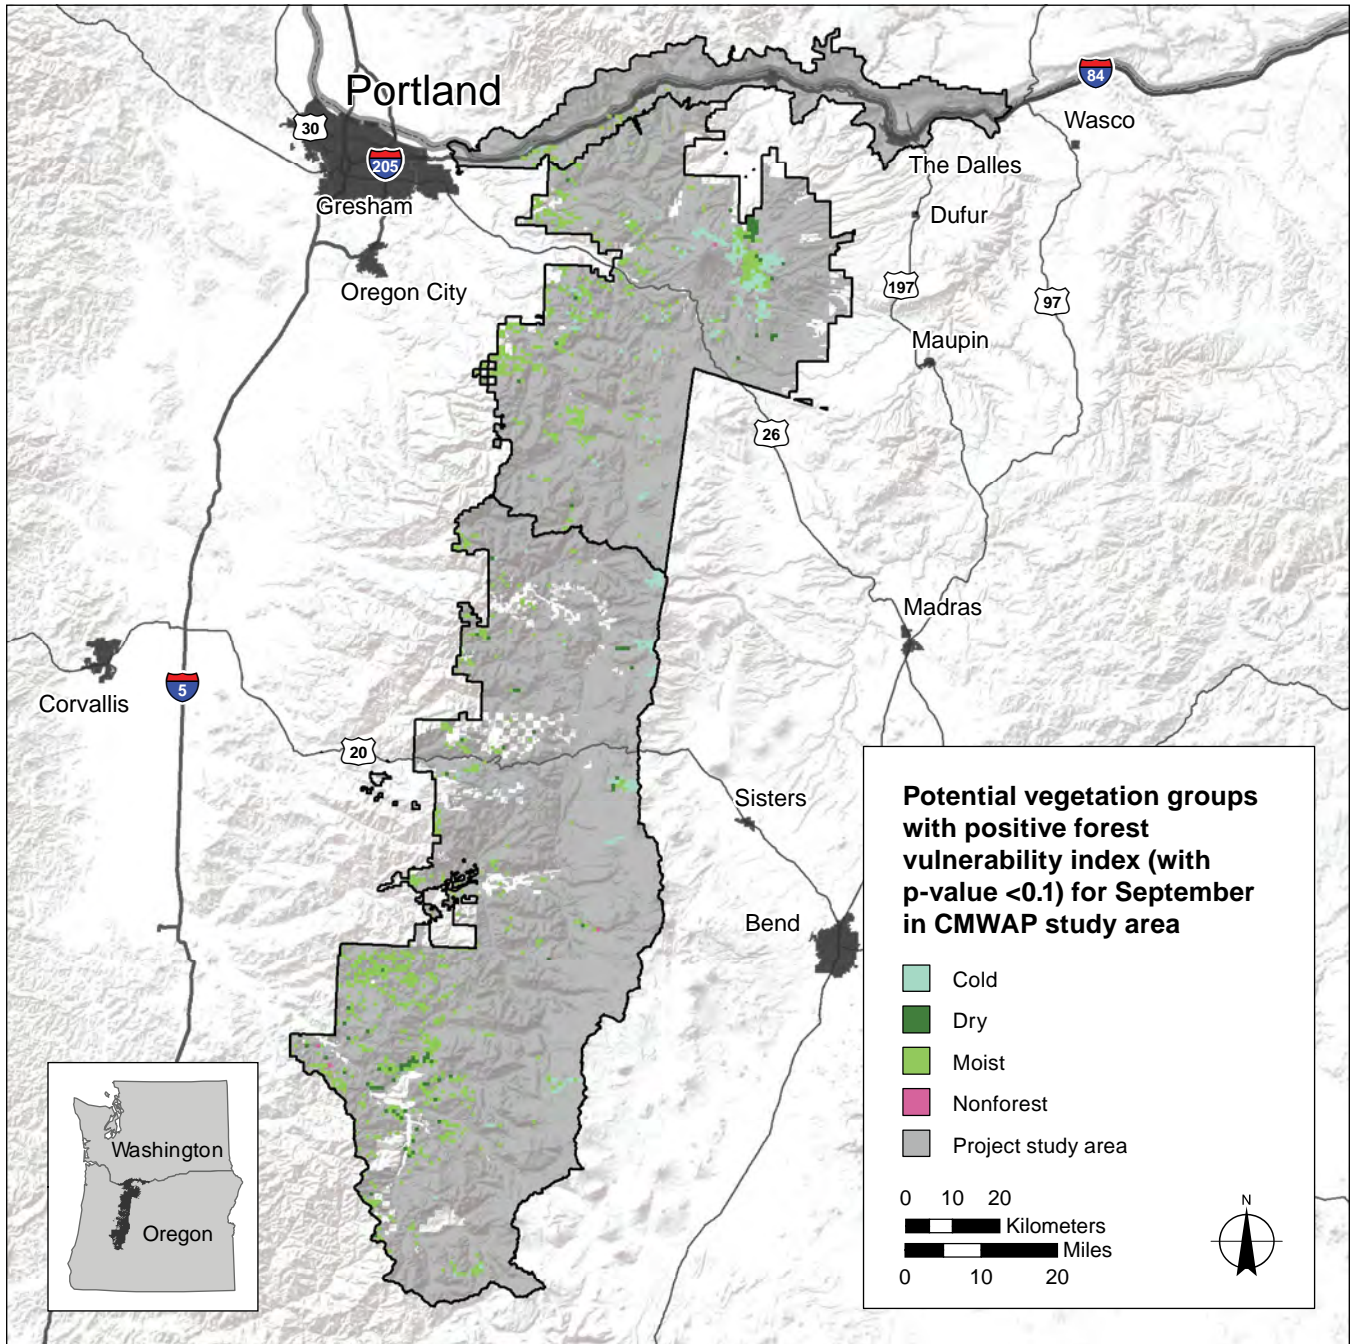 Portland
84
30
Wasco
205
The Dalles
Gresham
Dufur
Oregon City
197
97
Maupin
26
Madras
Corvallis
5
20
Sisters
Bend
Potential vegetation groups
with positive forest
vulnerability index (with
p-value <0.1) for September
in CMWAP study area
Cold
Dry
Moist
Nonforest
Project study area
0 10 20
Kilometers
Miles
0 10 20
N
Washington
Oregon